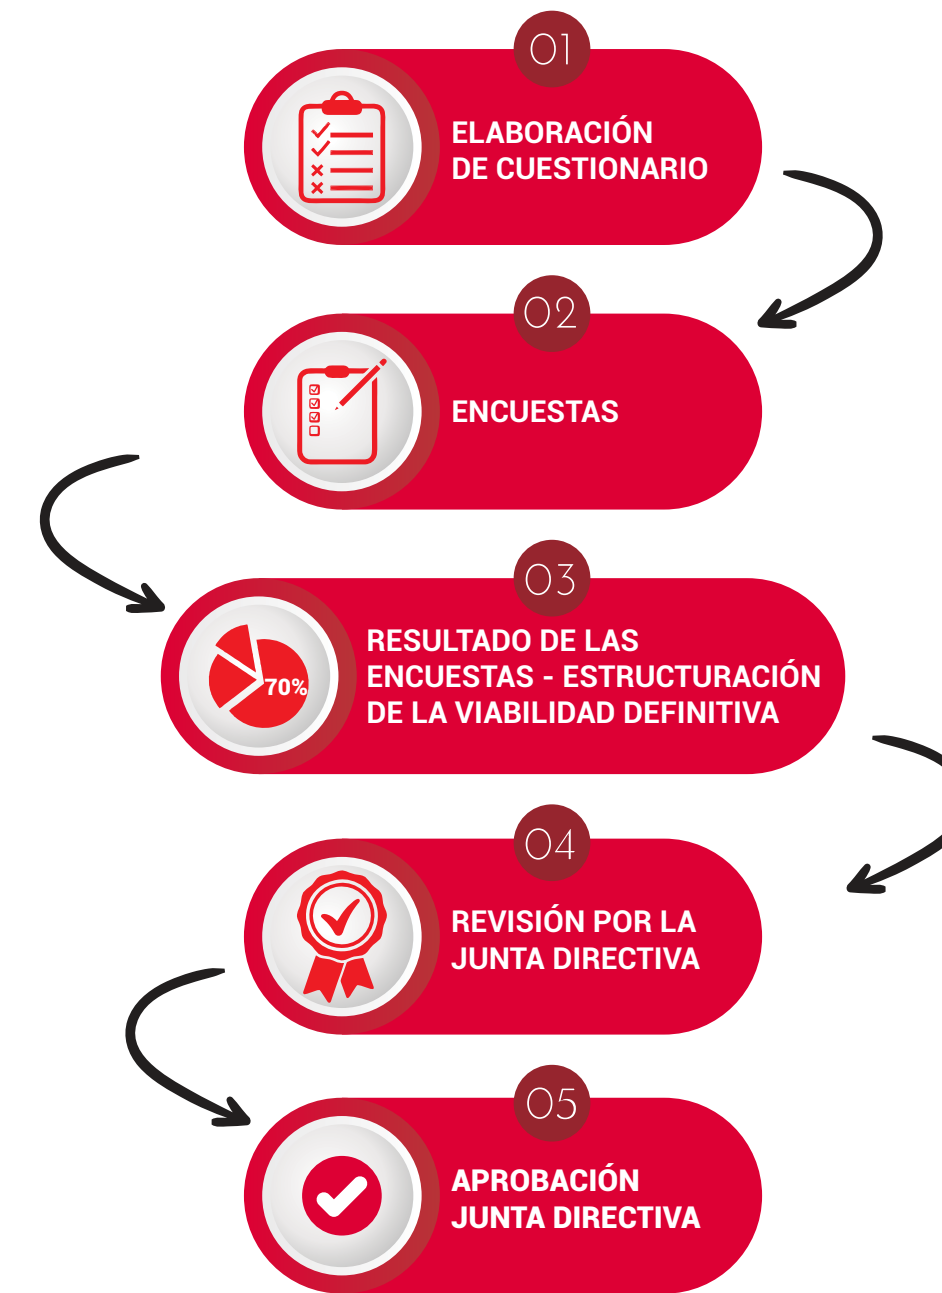 01
ELABORACIÓN
DE CUESTIONARIO
02
ENCUESTAS
03
RESULTADO DE LAS
ENCUESTAS - ESTRUCTURACIÓN
DE LA VIABILIDAD DEFINITIVA
70%
04
REVISIÓN POR LA
JUNTA DIRECTIVA
05
APROBACIÓN
JUNTA DIRECTIVA